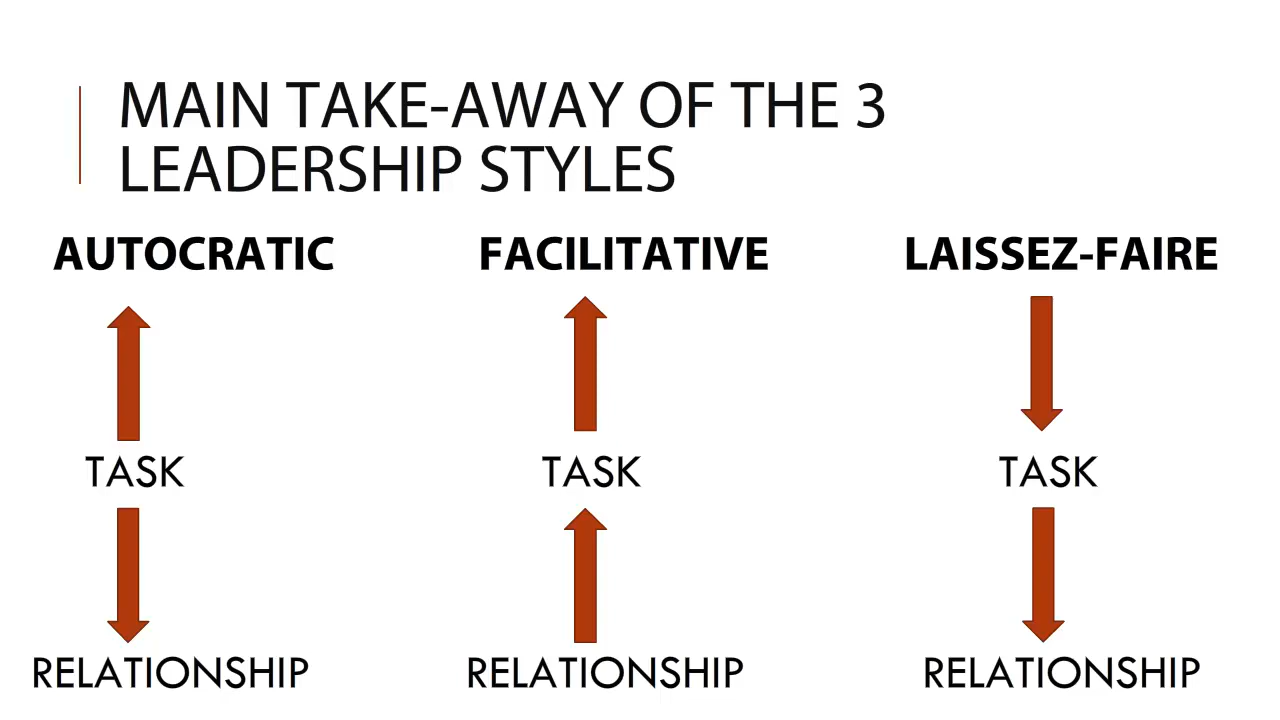 MAIN TAKE-AWAY OF THE 3
LEADERSHIP STYLES
AUTOCRATIC
FACILITATIVE
LAISSEZ-FAIRE
TASK
TASK
TASK
RELATIONSHIP
RELATIONSHIP
RELATIONSHIP